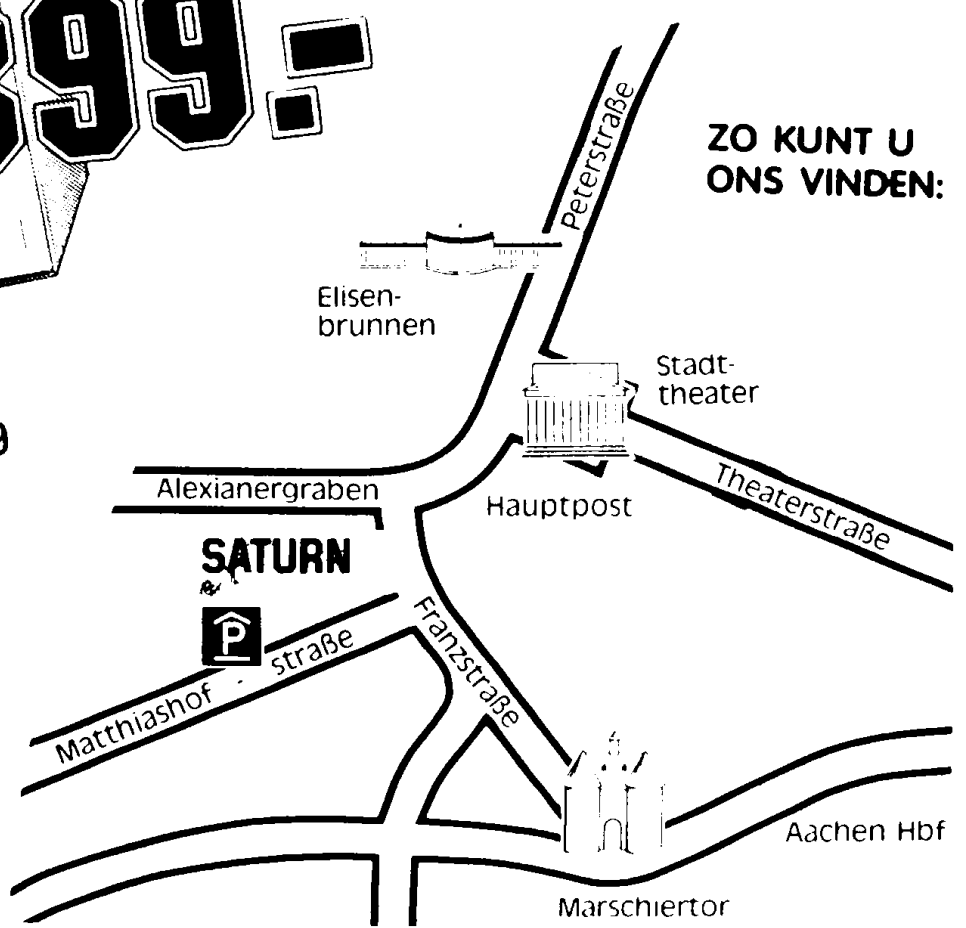 99.-
ZO KUNT U
ONS VINDEN:
Peterstraße
Elisen-
brunnen
Stadt-
theater
9
Alexianergraben
Hauptpost
Theaterstraße
SATURN
P
Franzstraße
Matthiashof - straße
Aachen Hbf
Marschiertor